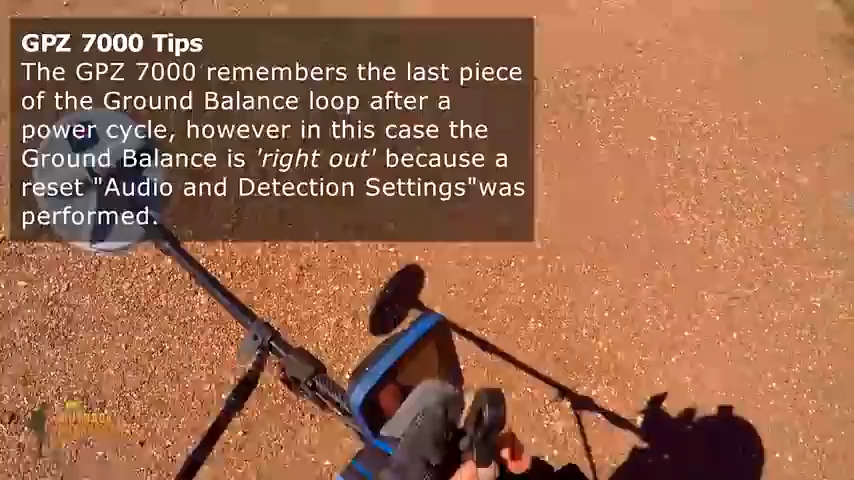 GPZ 7000 Tips
The GPZ 7000 remembers the last piece
of the Ground Balance loop after a
power cycle, however in this case the
Ground Balance is 'right out' because a
reset "Audio and Detection Settings"was
performed.